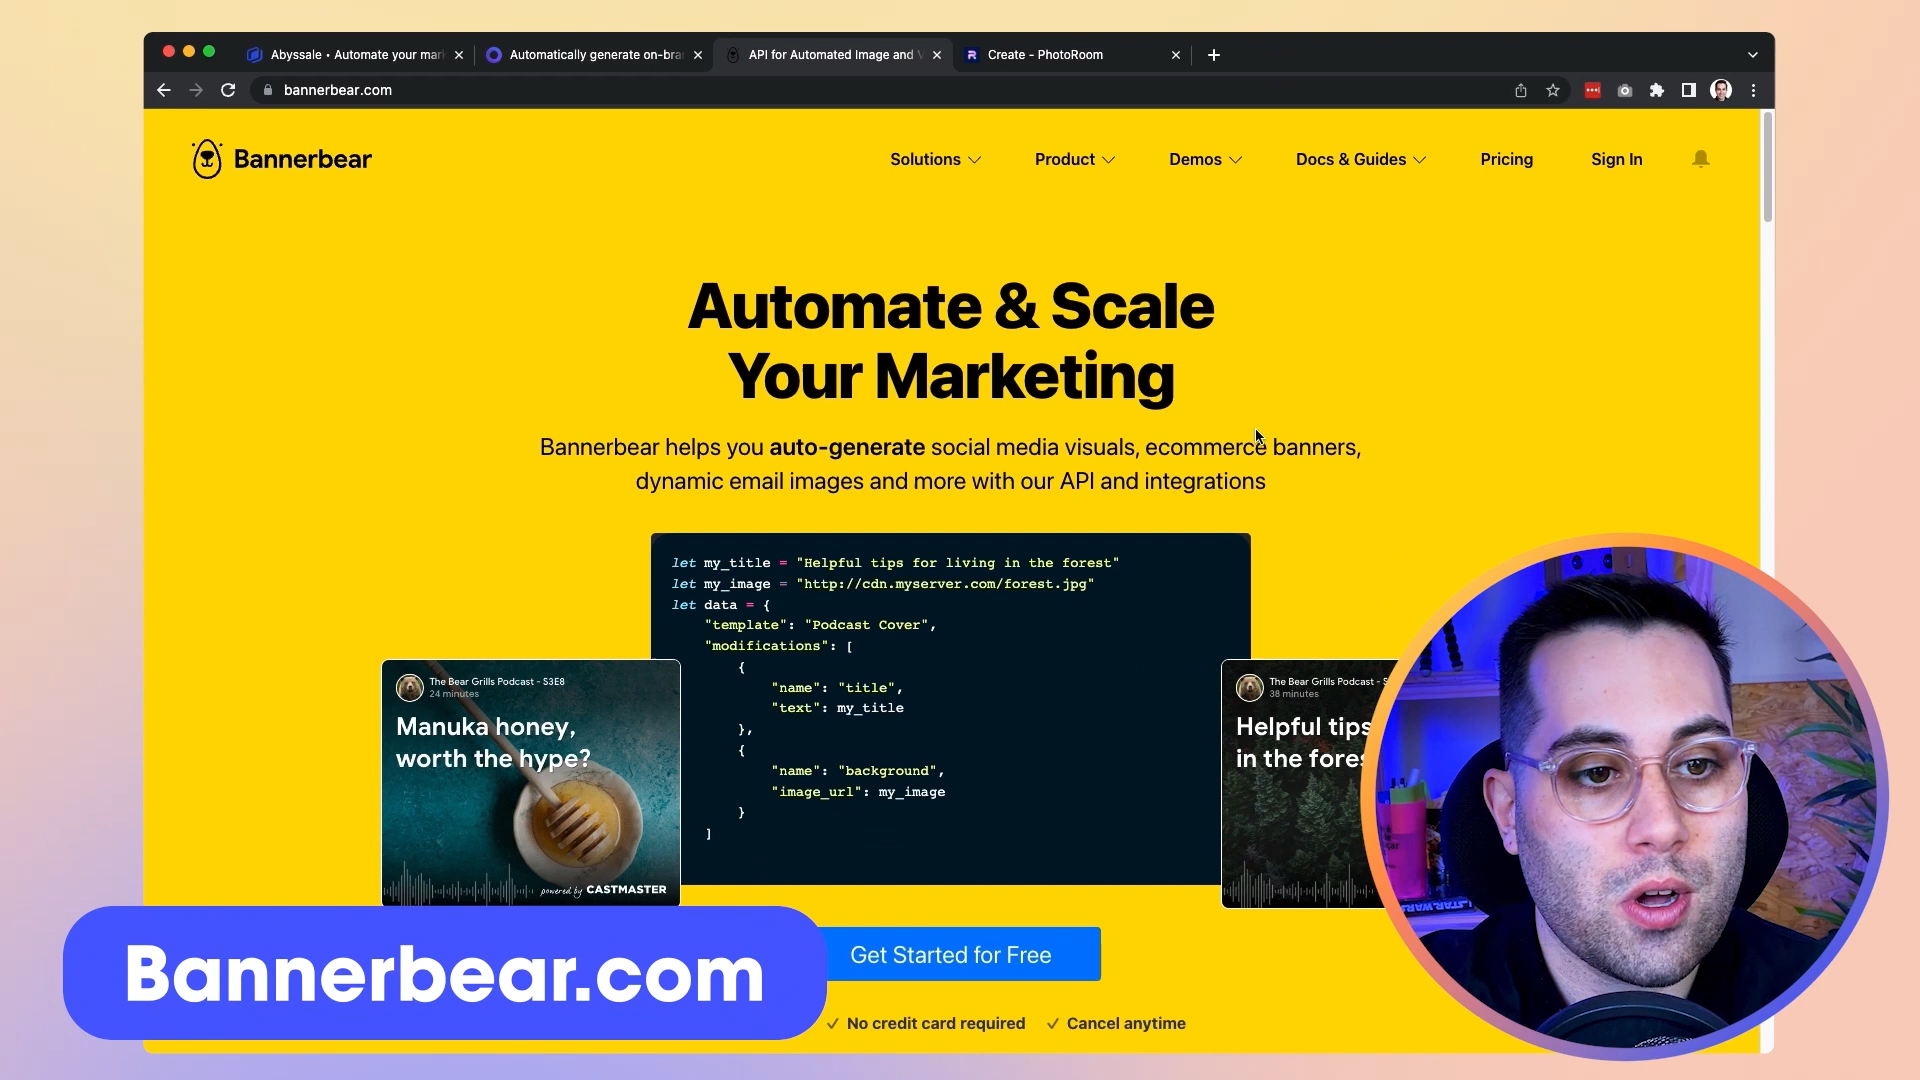 Abyssale • Automate your mar
Automatically generate on-bra
API for Automated Image and V
Create - PhotoRoom
bannerbear.com
Bannerbear
Solutions
Product
Demos
Docs & Guides
Pricing
Sign In
Automate & Scale
Your Marketing
Bannerbear helps you auto-generate social media visuals, ecommerce banners,
dynamic email images and more with our API and integrations
let my_title = "Helpful tips for living in the forest"
let my_image = "http://cdn.myserver.com/forest.jpg"
let data = {
"template": "Podcast Cover",
"modifications": [
{
"name": "title",
"text": my_title
},
{
"name": "background",
"image_url": my_image
}
]
The Bear Grills Podcast - S3E8
24 minutes
Manuka honey,
worth the hype?
powered by CASTMASTER
The Bear Grills Podcast - S
38 minutes
Helpful tips
in the fores
STAR WARS
Bannerbear.com
Get Started for Free
No credit card required
Cancel anytime